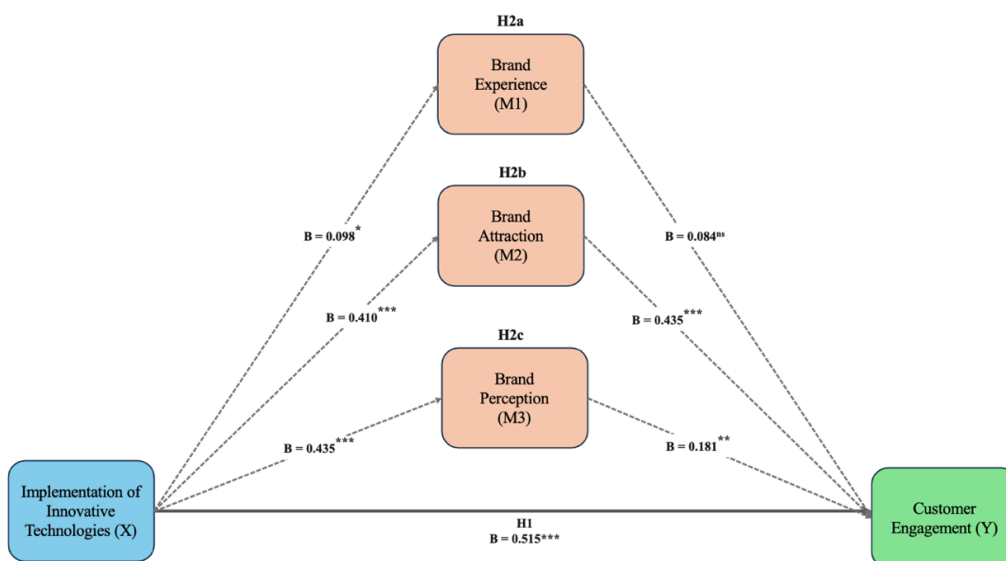 H2a
Brand
Experience
(M1)
H2b
Brand
Attraction
(M2)
B = 0.098*
B = 0.084ns
B = 0.410***
B = 0.435***
H2c
Brand
Perception
(M3)
B = 0.435***
B = 0.181**
Implementation of
Innovative
Technologies (X)
Customer
Engagement (Y)
H1
B = 0.515***